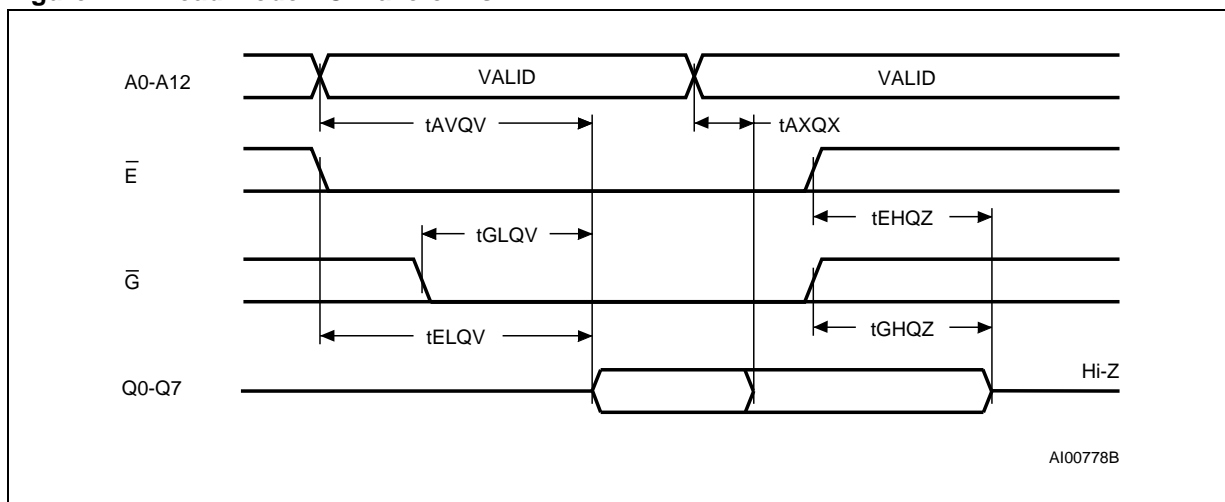 A0-A12
VALID
VALID
tAVQV
tAXQX
E
tEHQZ
tGLQV
G
tGHQZ
tELQV
Hi-Z
Q0-Q7
AI00778B